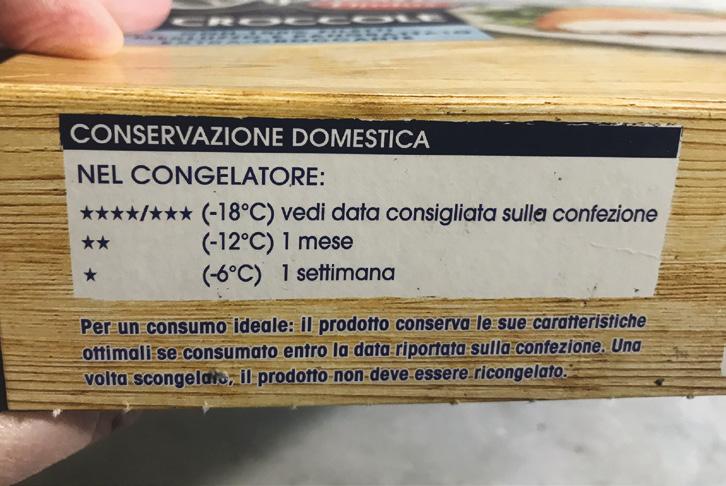 CROCCOLE
CONSERVAZIONE DOMESTICA
NEL CONGELATORE:
★★★★/★★★ (-18°C) vedi data consigliata sulla confezione
★★ (-12°C) 1 mese
★ (-6°C) 1 settimana
Per un consumo ideale: il prodotto conserva le sue caratteristiche
ottimali se consumato entro la data riportata sulla confezione. Una
volta scongelato, il prodotto non deve essere ricongelato.